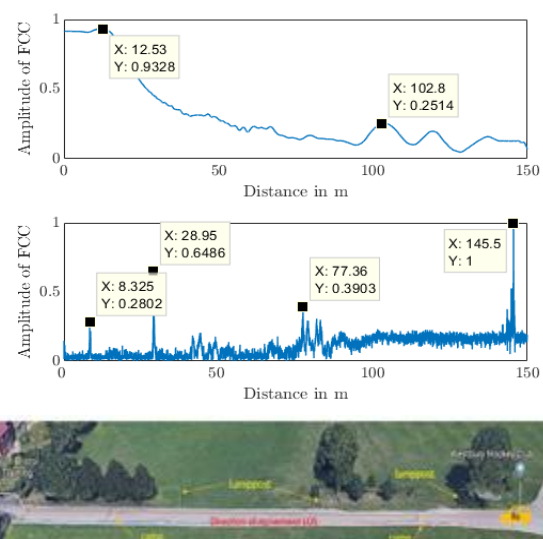 1
X: 12.53
Y: 0.9328
X: 102.8
Y: 0.2514
0.5
0
0 50 100 150
Amplitude of FCC
Distance in m
1
X: 28.95
Y: 0.6486
X: 145.5
Y: 1
X: 77.36
Y: 0.3903
X: 8.325
Y: 0.2802
0.5
0
0 50 100 150
Amplitude of FCC
Distance in m
lamppost
lamppost
Direction of movement